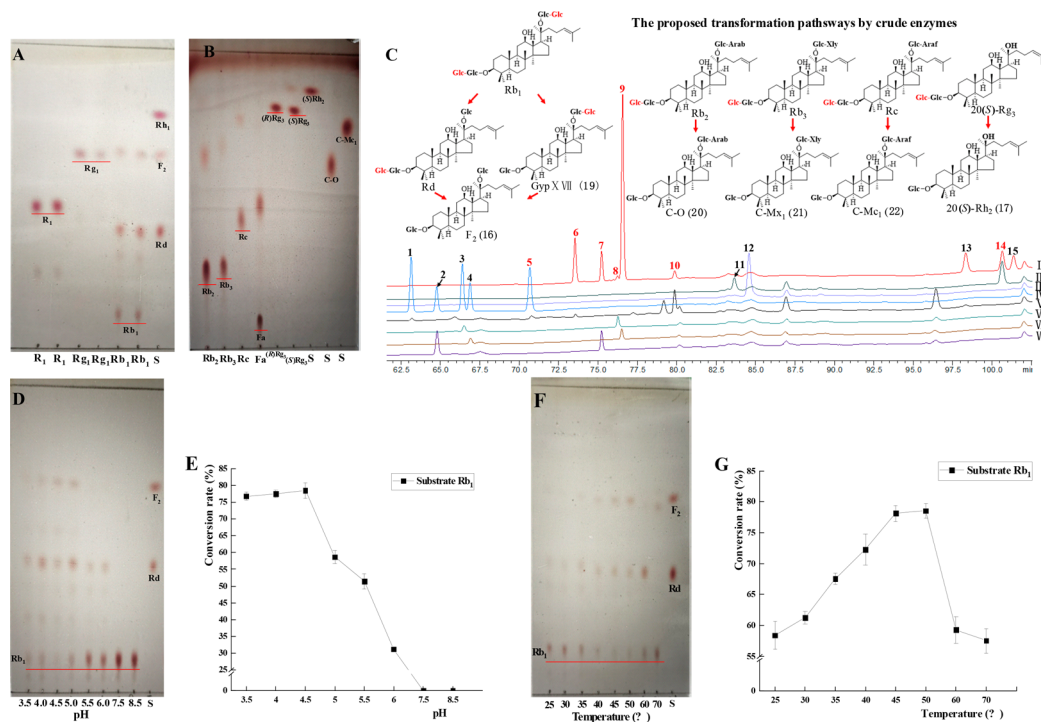 A
Rh₁
Rg₁
F₂
R₁
Rd
Rb₁
R₁ R₁ Rg₁ Rg₁ Rb₁ Rb₁ S
B
(S)Rh₂
(R)Rg₃
(S)Rg₃
C-Mc₁
C-O
Rc
Rb₂
Rb₃
Fa
Rb₂ Rb₃ Rc Fa (R)Rg₃ (S)Rg₃ S S S
C
The proposed transformation pathsways by crude enzymes
Glc-Glc
Glc-Glc-O
Rb₁
Glc
Glc-Glc-O
Rd
Glc-Glc
Glc-O
Gyp X VII (19)
Glc
Glc-O
F₂ (16)
Glc-Arab
Glc-Glc-O
Rb₂
Glc-Xly
Glc-Glc-O
Rb₃
Glc-Araf
Glc-Glc-O
Rc
OH
Glc-Glc-O
20(S)-Rg₃
Glc-Arab
Glc-O
C-O (20)
Glc-Xly
Glc-O
C-Mx₁ (21)
Glc-Araf
Glc-O
C-Mc₁ (22)
OH
Glc-O
20(S)-Rh₂ (17)
1 2 3 4 5 6 7 8 9 10 11 12 13 14 15
I
62.5 65 67.5 70 72.5 75 77.5 80 82.5 85 87.5 90 92.5 95 97.5 100
D
F₂
Rd
Rb₁
3.5 4.0 4.5 5.0 5.5 6.0 7.5 8.5 S
pH
E
Conversion rate (%)
Substrate Rb₁
85
80
75
70
65
60
55
50
45
40
35
30
25
0
3.5 4 4.5 5 5.5 6 7.5 8.5
pH
F
F₂
Rd
Rb₁
25 30 35 40 45 50 60 70 S
Temperature (? )
G
Conversion rate (%)
Substrate Rb₁
85
80
75
70
65
60
55
0
25 30 35 40 45 50 60 70
Temperature (? )